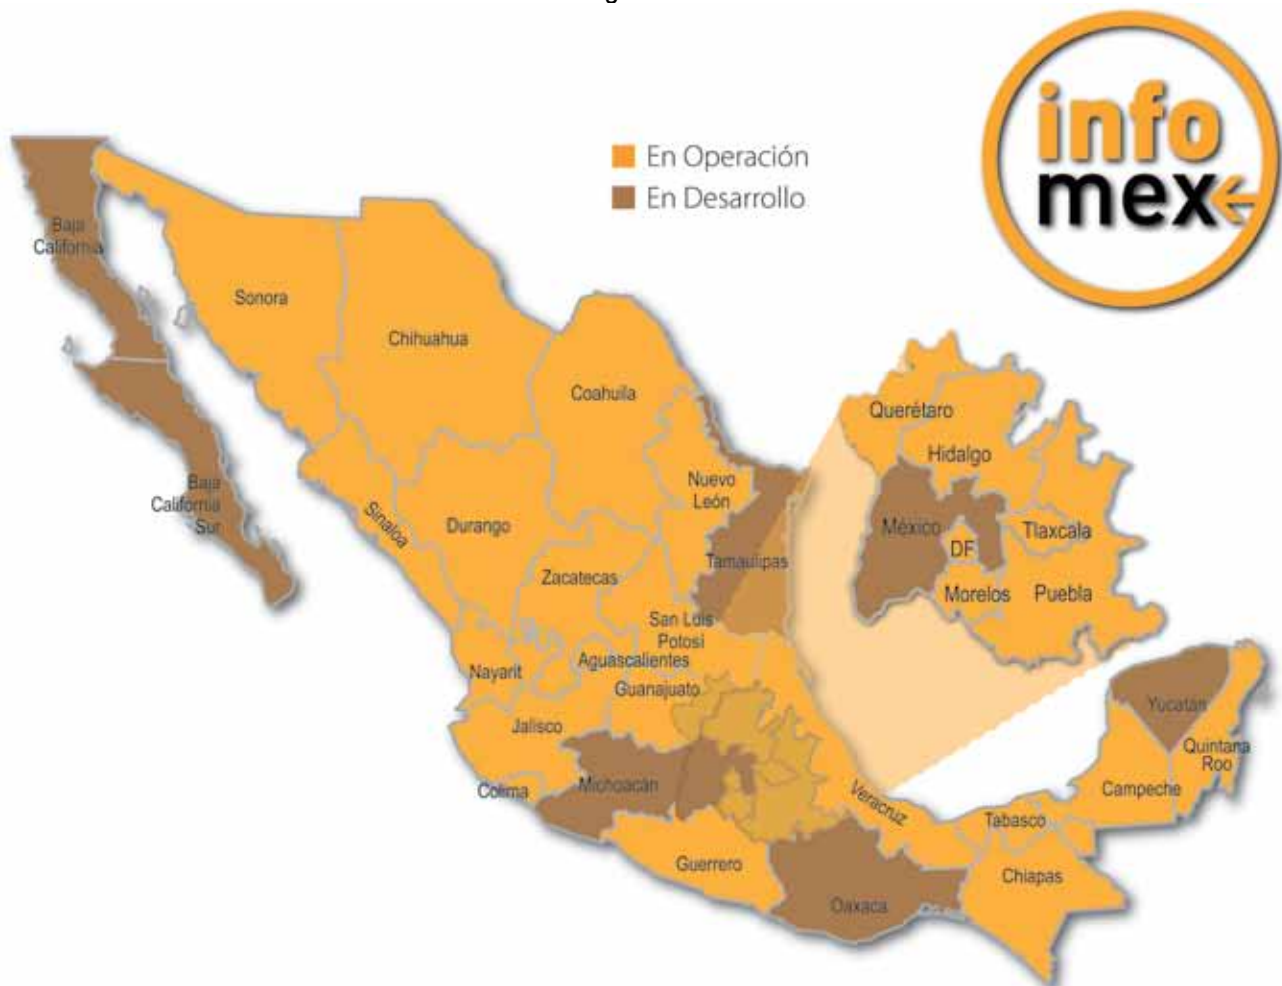 info
mex
En Operación
En Desarrollo
Baja
California
Sonora
Chihuahua
Coahuila
Querétaro
Hidalgo
Nuevo
León
Baja
California
Sur
Sinaloa
Durango
México
Tlaxcala
DF
Tamaulipas
Zacatecas
Morelos
Puebla
San Luis
Potosí
Aguascalientes
Nayarit
Guanajuato
Jalisco
Yucatán
Quintana
Roo
Michoacán
Colima
Campeche
Veracruz
Tabasco
Guerrero
Chiapas
Oaxaca